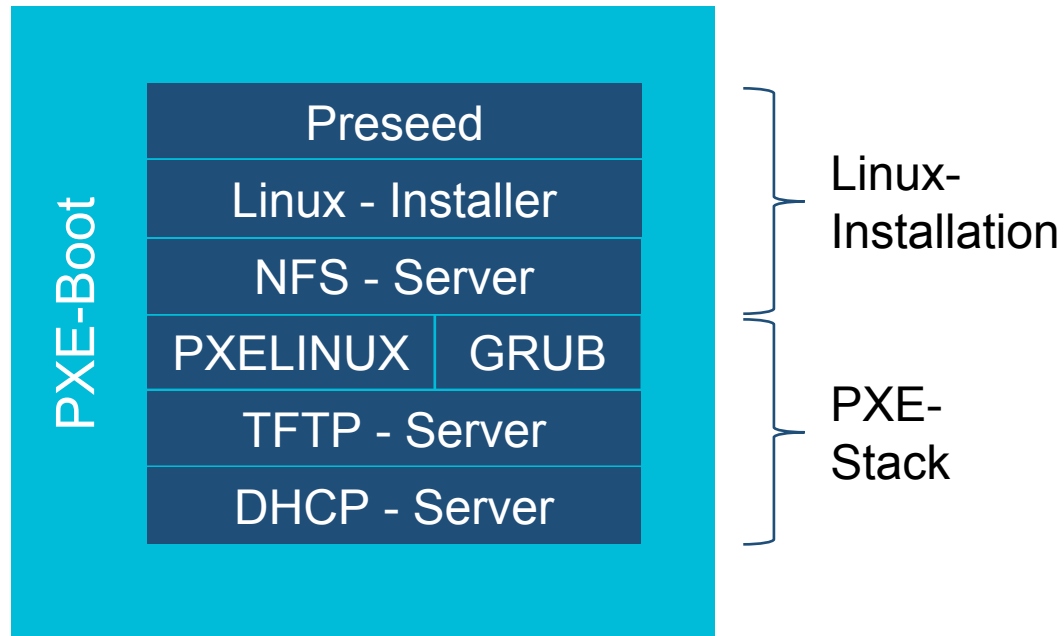 PXE-Boot
Preseed
Linux - Installer
NFS - Server
PXELINUX
GRUB
TFTP - Server
DHCP - Server
Linux-
Installation
PXE-
Stack